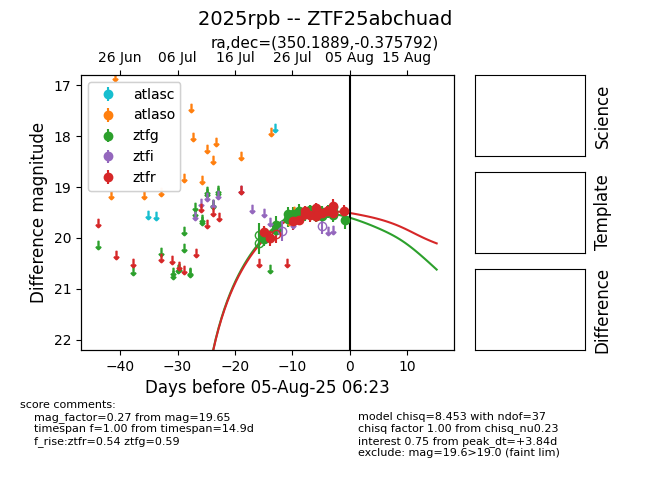 2025rpb -- ZTF25abchuad
ra,dec=(350.1889,-0.375792)
26 Jun 06 Jul 16 Jul 26 Jul 05 Aug 15 Aug
atlasc
atlaso
ztfg
ztfi
ztfr
17
18
19
20
21
22
Difference magnitude
−40 −30 −20 −10 0 10
Days before 05-Aug-25 06:23
Science
Template
Difference
score comments:
mag_factor=0.27 from mag=19.65
timespan f=1.00 from timespan=14.9d
f_rise:ztfr=0.54 ztfg=0.59
model chisq=8.453 with ndof=37
chisq factor 1.00 from chisq_nu0.23
interest 0.75 from peak_dt=+3.84d
exclude: mag=19.6>19.0 (faint lim)